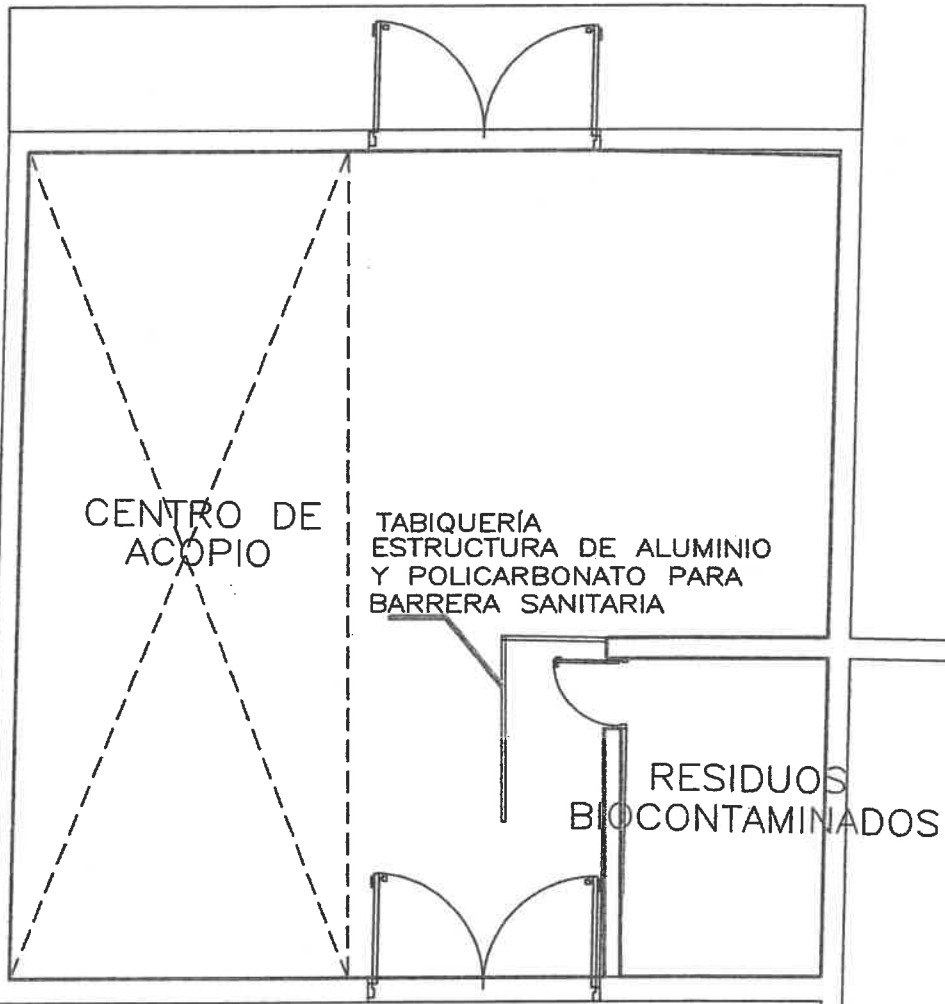 CENTRO DE
ACOPIO
TABIQUERÍA
ESTRUCTURA DE ALUMINIO
Y POLICARBONATO PARA
BARRERA SANITARIA
RESIDUOS
BIOCONTAMINADOS